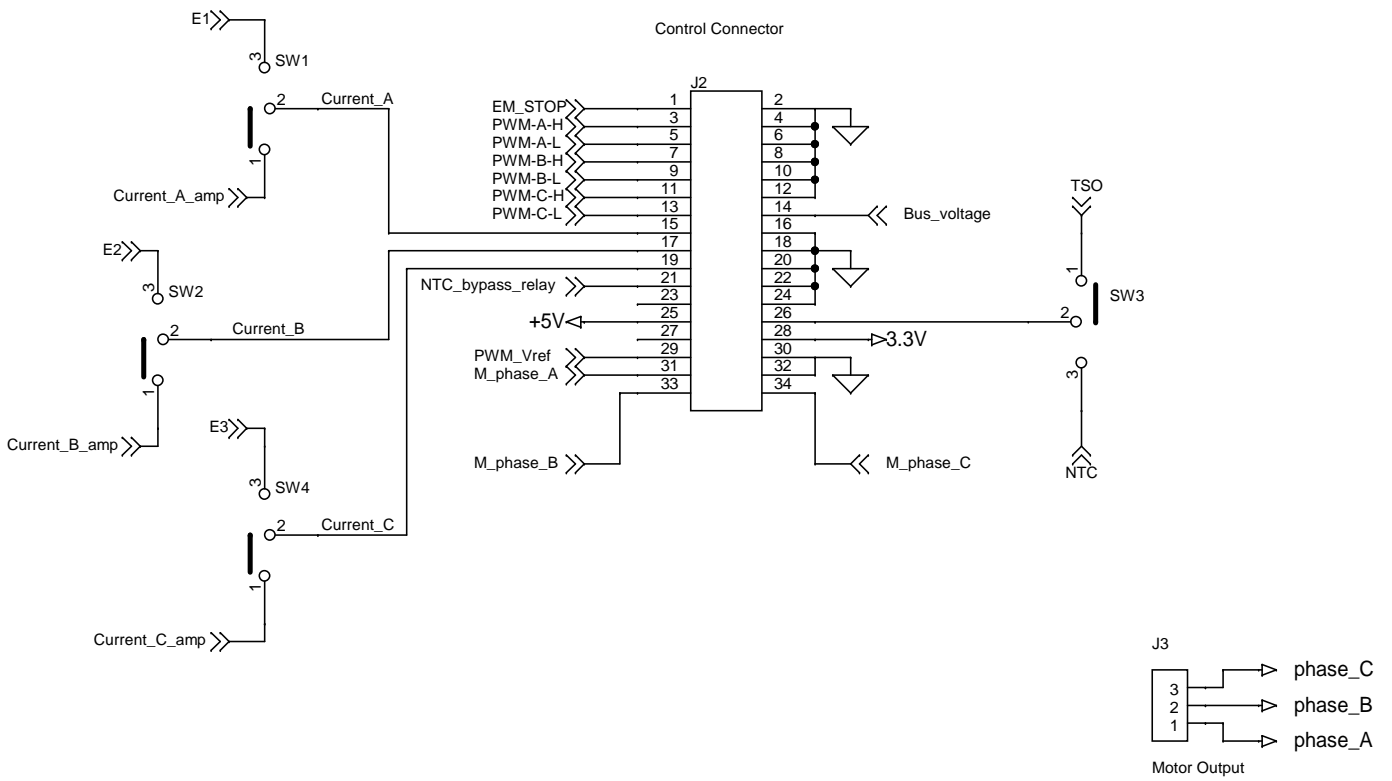 E1
3
SW1
2
Current_A
1
Current_A_amp
E2
3
SW2
2
Current_B
1
Current_B_amp
E3
3
SW4
2
Current_C
1
Current_C_amp
Control Connector
J2
EM_STOP 1 2
PWM-A-H 3 4
PWM-A-L 5 6
PWM-B-H 7 8
PWM-B-L 9 10
PWM-C-H 11 12
PWM-C-L 13 14 Bus_voltage
15 16
17 18
19 20
NTC_bypass_relay 21 22
23 24
+5V 25 26
27 28 3.3V
PWM_Vref 29 30
M_phase_A 31 32
33 34
M_phase_B
M_phase_C
TSO
1
SW3
2
3
NTC
J3
3 phase_C
2 phase_B
1 phase_A
Motor Output